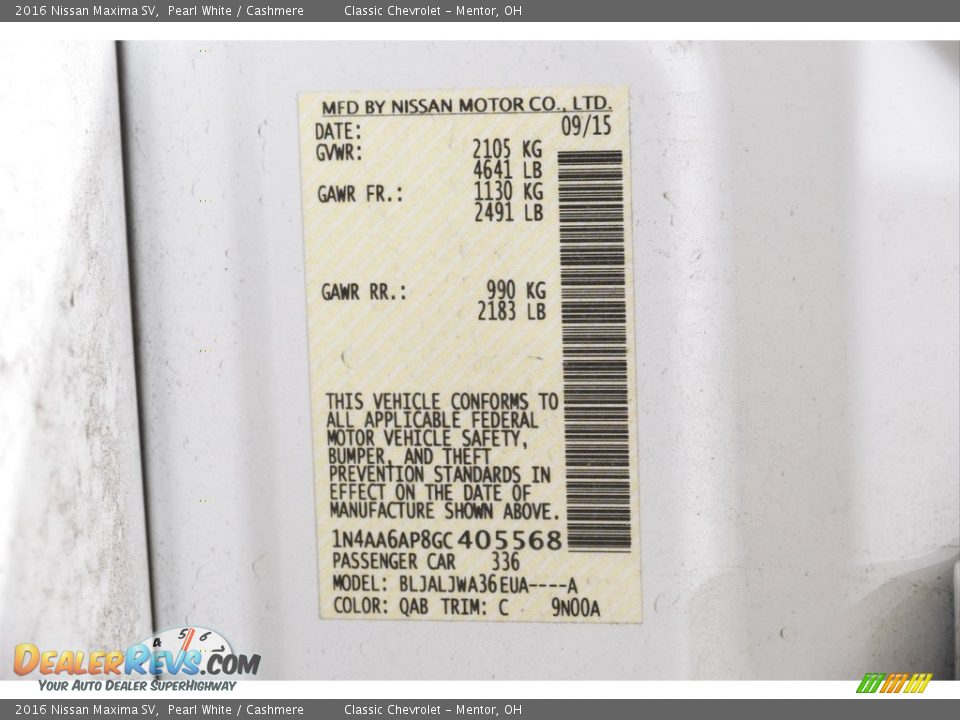 2016 Nissan Maxima SV, Pearl White / Cashmere Classic Chevrolet - Mentor, OH
MFD BY NISSAN MOTOR CO., LTD.
DATE: 09/15
GVWR: 2105 KG
4641 LB
GAWR FR.: 1130 KG
2491 LB
GAWR RR.: 990 KG
2183 LB
THIS VEHICLE CONFORMS TO
ALL APPLICABLE FEDERAL
MOTOR VEHICLE SAFETY,
BUMPER, AND THEFT
PREVENTION STANDARDS IN
EFFECT ON THE DATE OF
MANUFACTURE SHOWN ABOVE.
1N4AA6AP8GC405568
PASSENGER CAR 336
MODEL: BLJALJWA36EUA----A
COLOR: QAB TRIM: C 9N00A
4 5 6 7
DealerRevs.com
Your Auto Dealer SuperHighway
2016 Nissan Maxima SV, Pearl White / Cashmere Classic Chevrolet - Mentor, OH